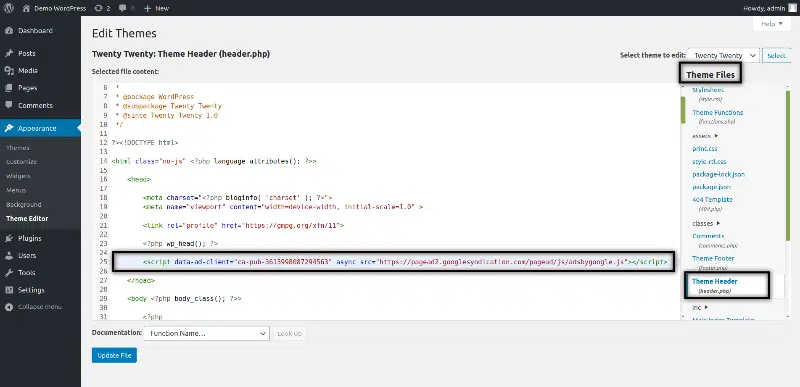 Demo WordPress 2 0 + New Howdy, admin
Help ▼
Dashboard
Posts
Media
Pages
Comments
Appearance
Themes
Customize
Widgets
Menus
Background
Theme Editor
Plugins
Users
Tools
Settings
Collapse menu
Edit Themes
Twenty Twenty: Theme Header (header.php)
Select theme to edit: Twenty Twenty Select
Selected file content:
6 *
7 * @package WordPress
8 * @subpackage Twenty_Twenty
9 * @since Twenty Twenty 1.0
10 */
11
12 ?><!DOCTYPE html>
13
14 <html class="no-js" <?php language_attributes(); ?>>
15
16 <head>
17
18 <meta charset="<?php bloginfo( 'charset' ); ?>">
19 <meta name="viewport" content="width=device-width, initial-scale=1.0" >
20
21 <link rel="profile" href="https://gmpg.org/xfn/11">
22
23 <?php wp_head(); ?>
24
25 <script data-ad-client="ca-pub-3613998087294563" async src="https://pagead2.googlesyndication.com/pagead/js/adsbygoogle.js"></script>
26
27 </head>
28
29 <body <?php body_class(); ?>>
30
31 <?php
Theme Files
Stylesheet
(style.css)
Theme Functions
(functions.php)
assets ▶
print.css
style-rtl.css
package-lock.json
package.json
404 Template
(404.php)
classes ▶
Comments
(comments.php)
Theme Footer
(footer.php)
Theme Header
(header.php)
inc ▶
Main Index Template
Documentation: Function Name... Look Up
Update File